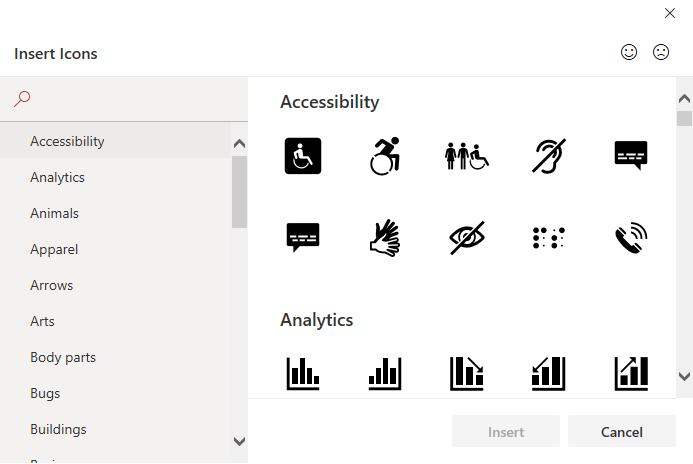 Insert Icons
Accessibility
Analytics
Animals
Apparel
Arrows
Arts
Body parts
Bugs
Buildings
Accessibility
Analytics
Insert
Cancel